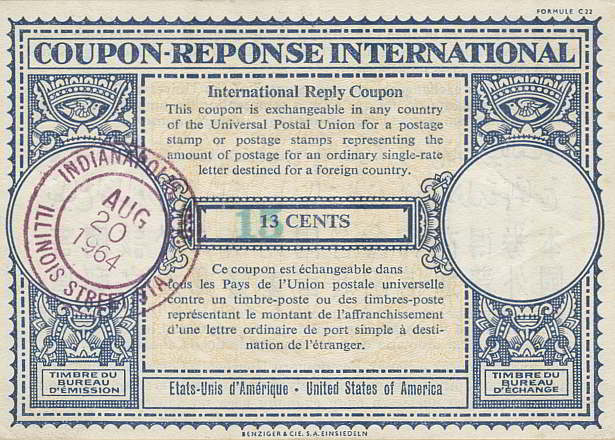 FORMULE C 22
COUPON-REPONSE INTERNATIONAL
International Reply Coupon
This coupon is exchangeable in any country
of the Universal Postal Union for a postage
stamp or postage stamps representing the
amount of postage for an ordinary single-rate
letter destined for a foreign country.
INDIANAPOLIS
AUG
20
1964
ILLINOIS STREET STA
15
13 CENTS
Ce coupon est échangeable dans
tous les Pays de l'Union postale universelle
contre un timbre-poste ou des timbres-poste
représentant le montant de l'affranchissement
d'une lettre ordinaire de port simple à desti-
nation de l'étranger.
TIMBRE DU
BUREAU
D'ÉMISSION
Etats-Unis d'Amérique • United States of America
TIMBRE DU
BUREAU
D'ÉCHANGE
BENZIGER & CIE. S.A. EINSIEDELN